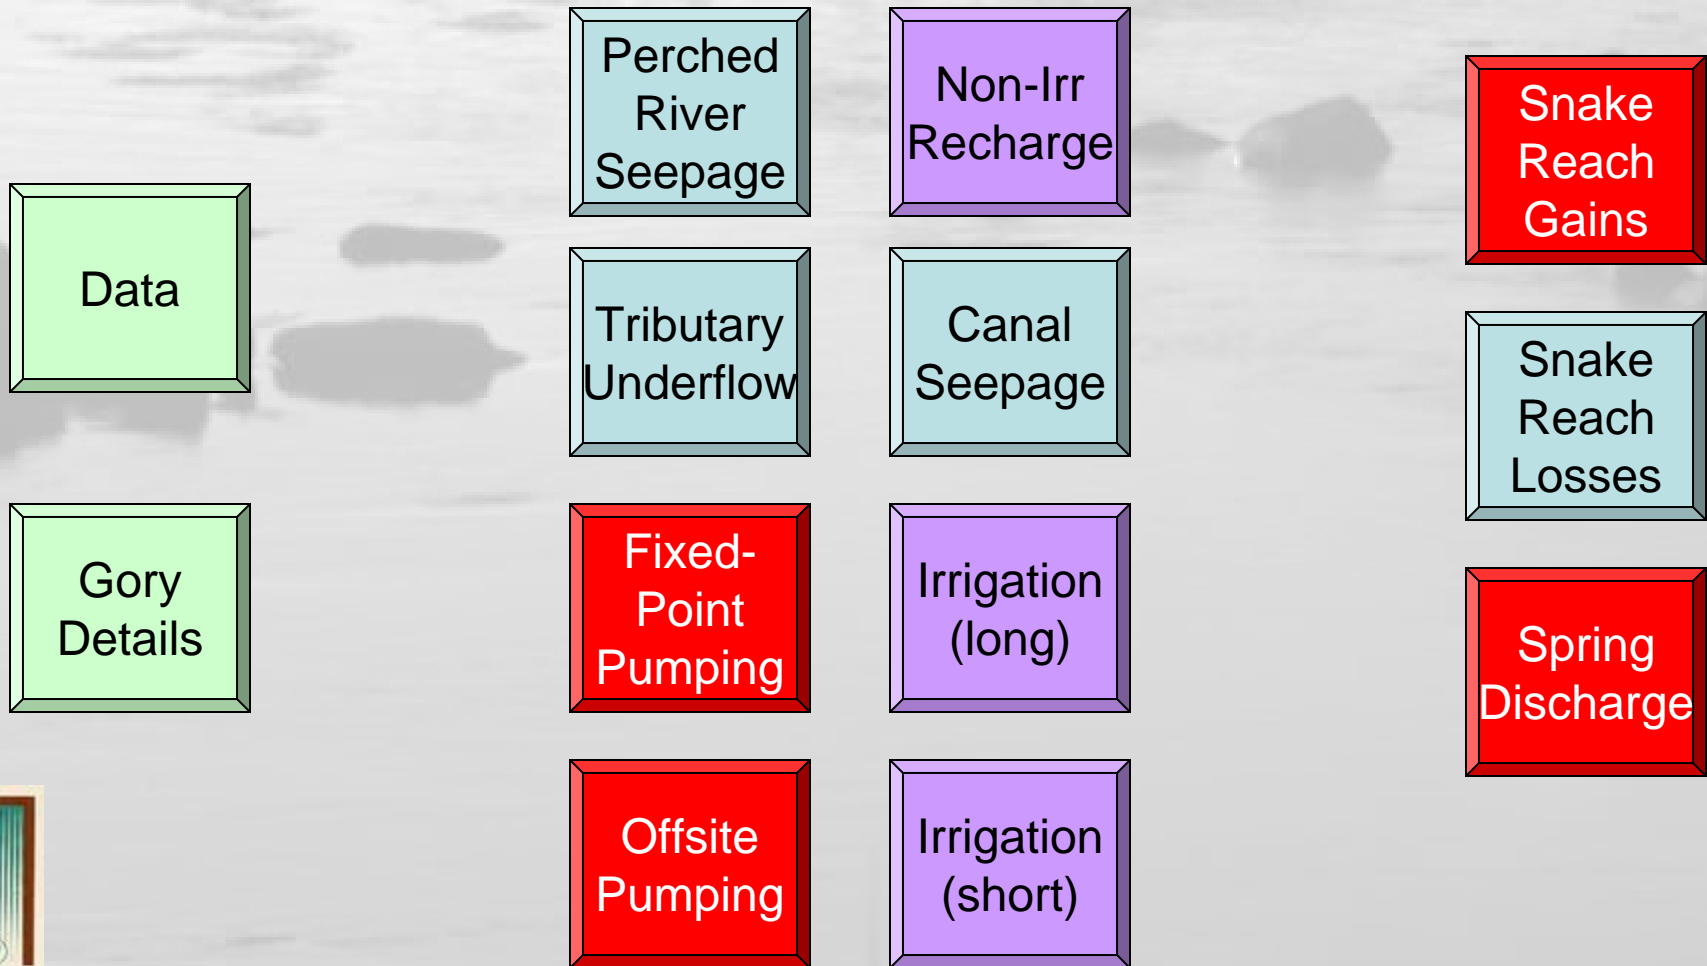 Data
Gory
Details
Perched
River
Seepage
Tributary
Underflow
Fixed-
Point
Pumping
Offsite
Pumping
Non-Irr
Recharge
Canal
Seepage
Irrigation
(long)
Irrigation
(short)
Snake
Reach
Gains
Snake
Reach
Losses
Spring
Discharge